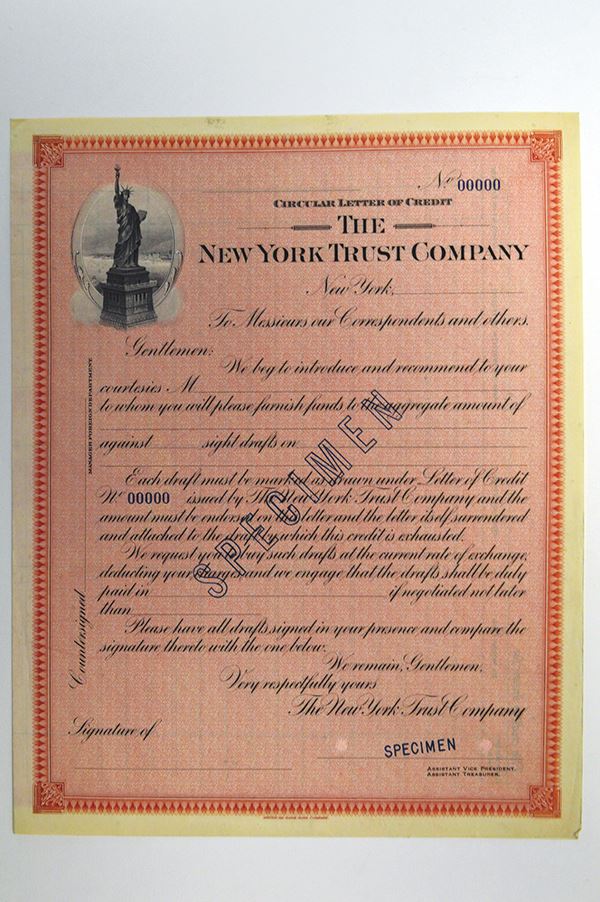 No 00000
CIRCULAR LETTER OF CREDIT
THE
NEW YORK TRUST COMPANY
New York,
To Messieurs our Correspondents and others.
Gentlemen:
We beg to introduce and recommend to your
courtesies M
to whom you will please furnish funds to the aggregate amount of
against sight drafts on
Each draft must be marked as drawn under Letter of Credit
No 00000 issued by The New York Trust Company and the
amount must be endorsed on this letter and the letter itself surrendered
and attached to the draft by which this credit is exhausted.
We request you to buy such drafts at the current rate of exchange,
deducting your charges and we engage that the drafts shall be duly
paid in if negotiated not later
than
Please have all drafts signed in your presence and compare the
signature thereto with the one below.
We remain, Gentlemen,
Very respectfully yours
The New York Trust Company
Signature of
SPECIMEN
ASSISTANT VICE PRESIDENT.
ASSISTANT TREASURER.
Countersigned
MANAGER FOREIGN DEPARTMENT
SPECIMEN
AMERICAN BANK NOTE COMPANY